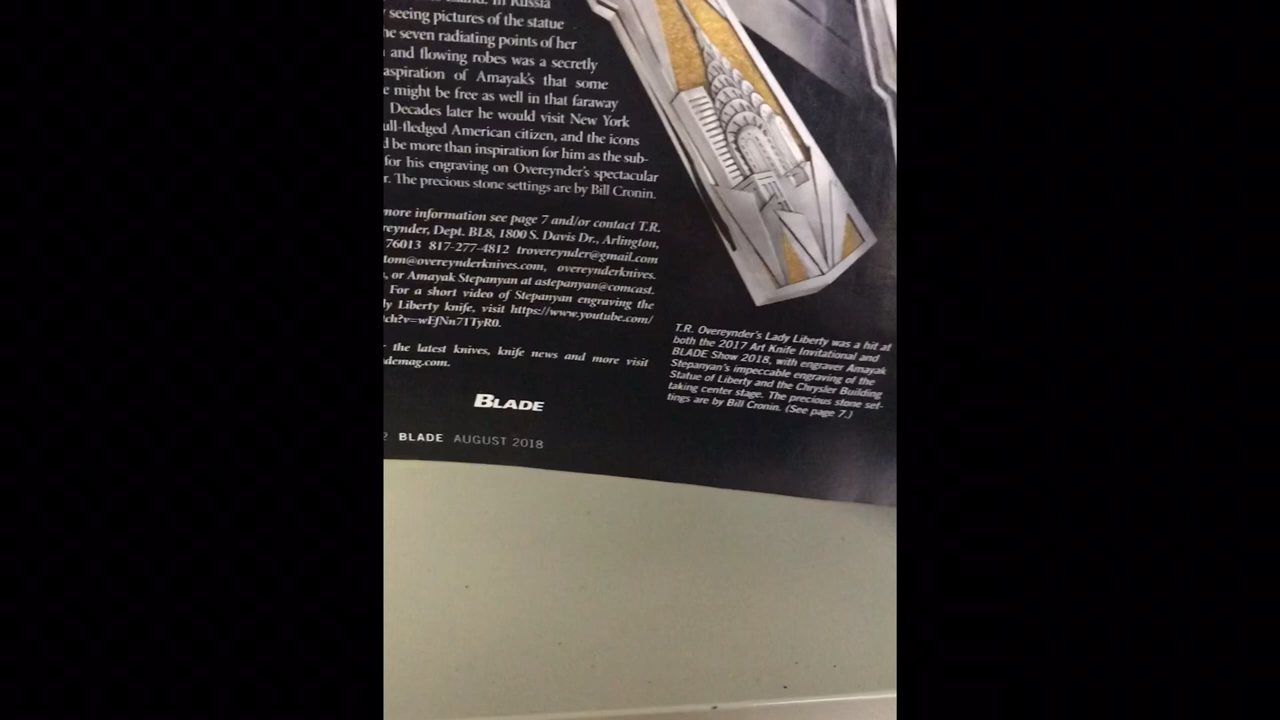 In Russia
seeing pictures of the statue
seven radiating points of her
and flowing robes was a secretly
aspiration of Amayak's that some
might be free as well in that faraway
Decades later he would visit New York
ull-fledged American citizen, and the icons
be more than inspiration for him as the sub-
for his engraving on Overeynder's spectacular
r. The precious stone settings are by Bill Cronin.
more information see page 7 and/or contact T.R.
reynder, Dept. BL8, 1800 S. Davis Dr., Arlington,
76013 817-277-4812 trovereynder@gmail.com
tom@overeynderknives.com, overeynderknives.
, or Amayak Stepanyan at astepanyan@comcast.
For a short video of Stepanyan engraving the
y Liberty knife, visit https://www.youtube.com/
tch?v=wEfNn71TyR0.
the latest knives, knife news and more visit
demag.com.
BLADE
2 BLADE AUGUST 2018
T.R. Overeynder's Lady Liberty was a hit at
both the 2017 Art Knife Invitational and
BLADE Show 2018, with engraver Amayak
Stepanyan's impeccable engraving of the
Statue of Liberty and the Chrysler Building
taking center stage. The precious stone set-
tings are by Bill Cronin. (See page 7.)